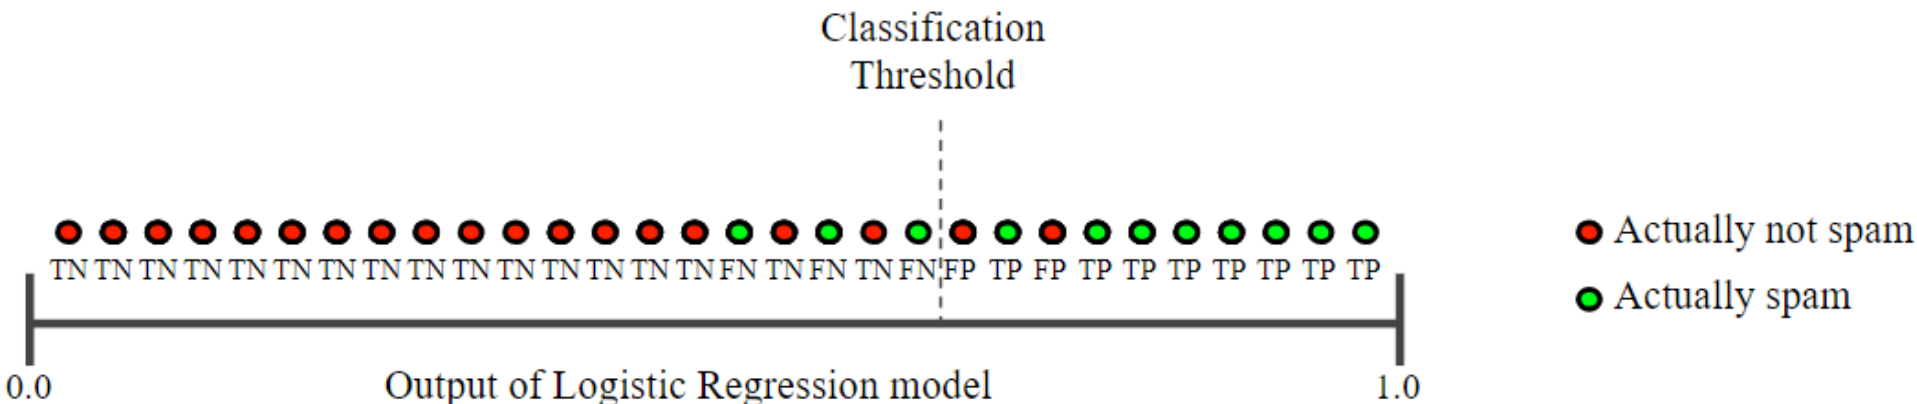 Classification
Threshold
TN TN TN TN TN TN TN TN TN TN TN TN TN TN TN FN TN FN TN FN FP TP FP TP TP TP TP TP TP TP
Actually not spam
Actually spam
0.0
Output of Logistic Regression model
1.0